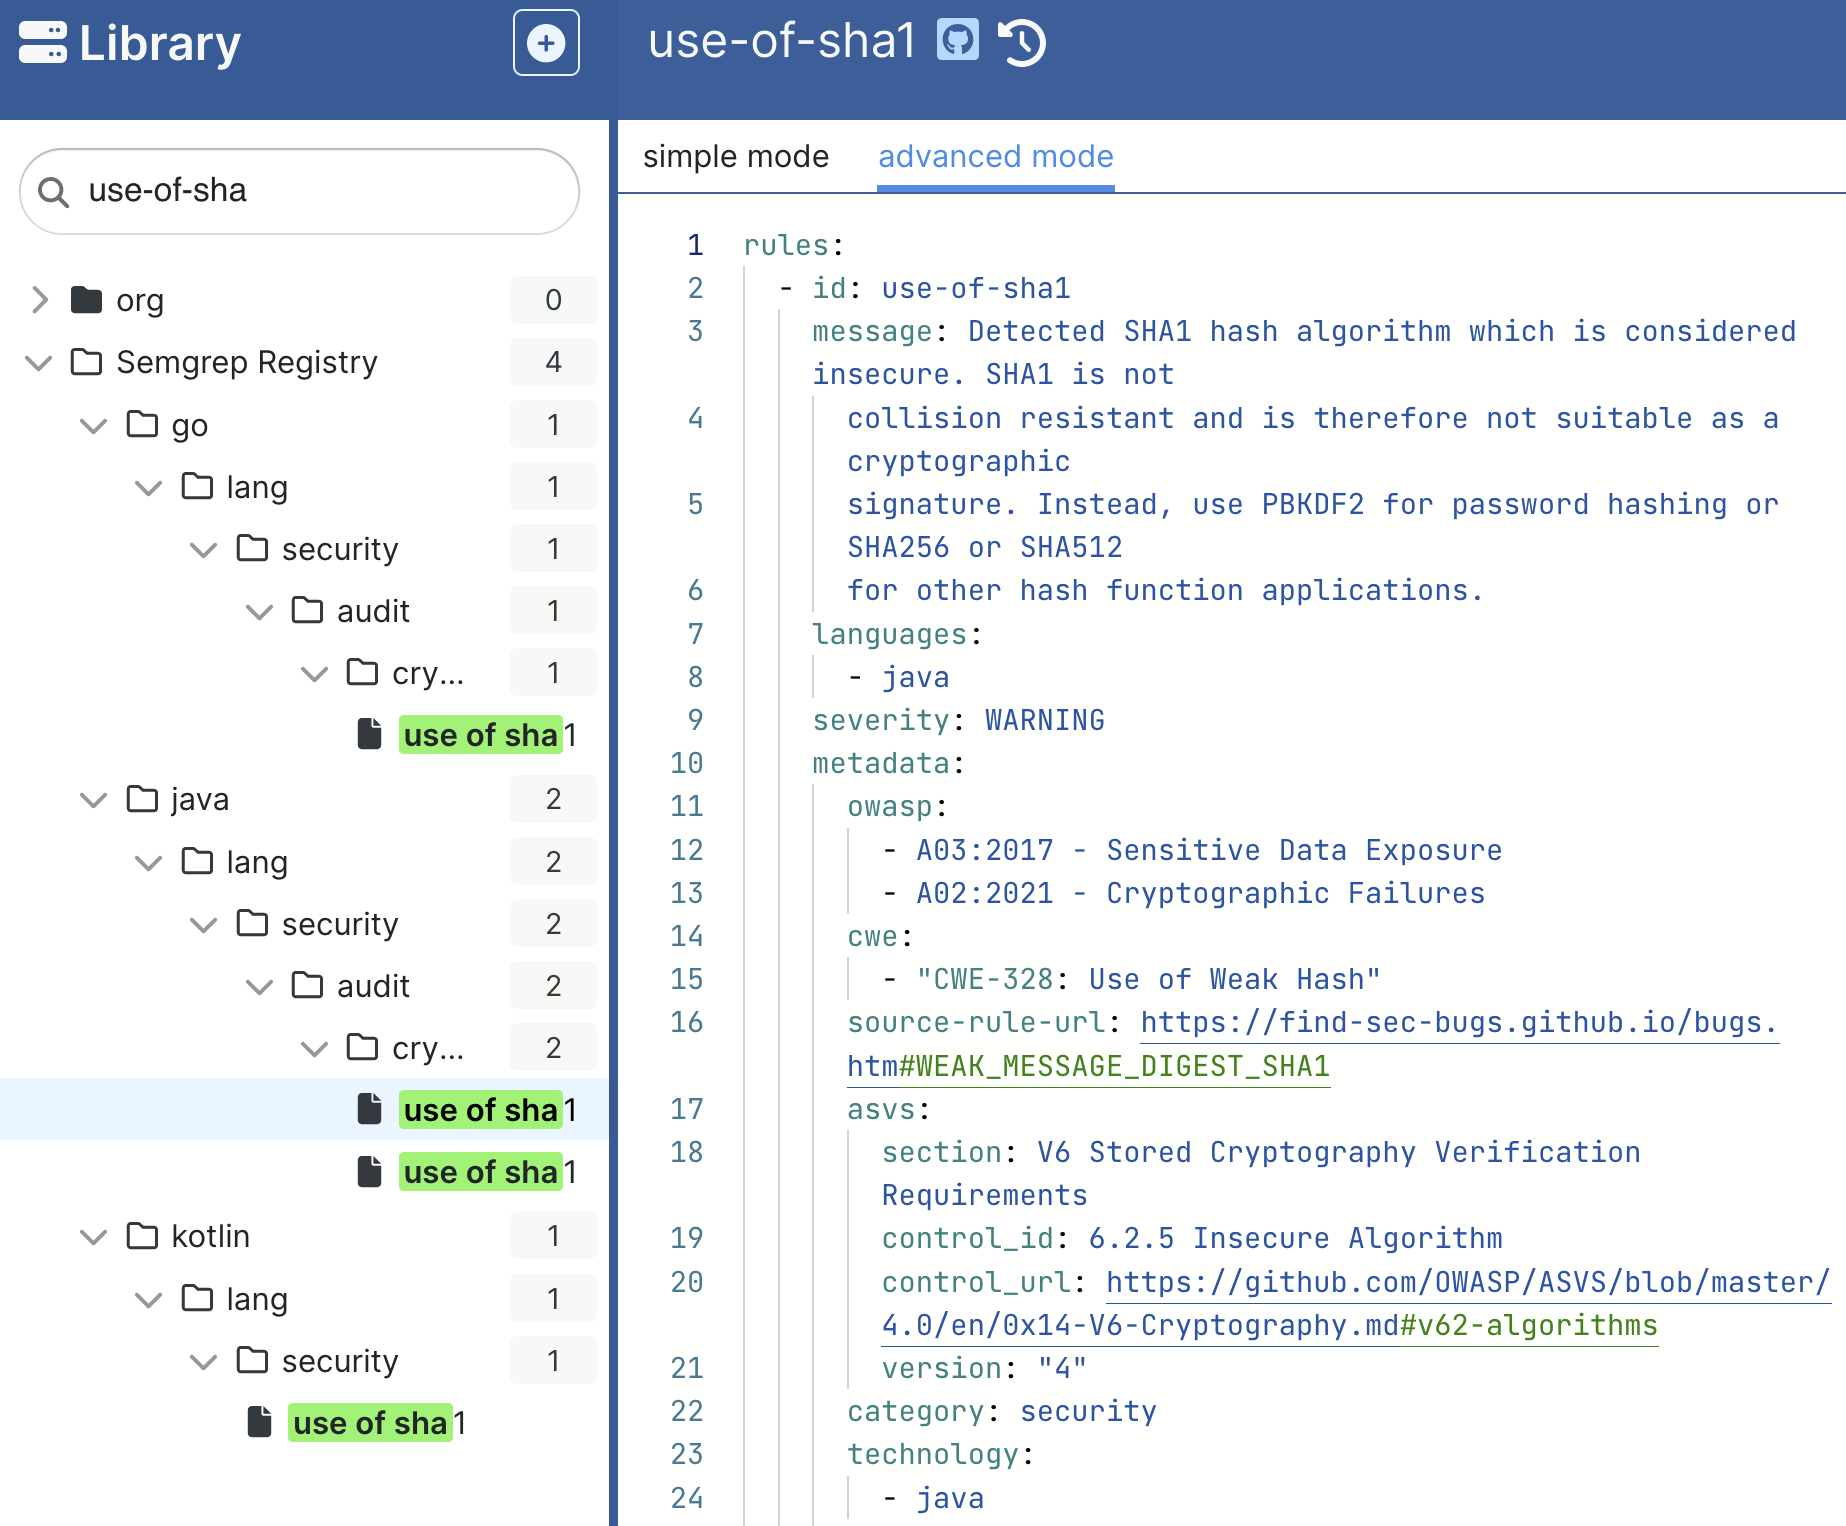 Library
use-of-sha
org 0
Semgrep Registry 4
go 1
lang 1
security 1
audit 1
cry... 1
use of sha1
java 2
lang 2
security 2
audit 2
cry... 2
use of sha1
use of sha1
kotlin 1
lang 1
security 1
use of sha1
use-of-sha1
simple mode advanced mode
1 rules:
2 - id: use-of-sha1
3 message: Detected SHA1 hash algorithm which is considered
insecure. SHA1 is not
4 collision resistant and is therefore not suitable as a
cryptographic
5 signature. Instead, use PBKDF2 for password hashing or
SHA256 or SHA512
6 for other hash function applications.
7 languages:
8 - java
9 severity: WARNING
10 metadata:
11 owasp:
12 - A03:2017 - Sensitive Data Exposure
13 - A02:2021 - Cryptographic Failures
14 cwe:
15 - "CWE-328: Use of Weak Hash"
16 source-rule-url: https://find-sec-bugs.github.io/bugs.
htm#WEAK_MESSAGE_DIGEST_SHA1
17 asvs:
18 section: V6 Stored Cryptography Verification
Requirements
19 control_id: 6.2.5 Insecure Algorithm
20 control_url: https://github.com/OWASP/ASVS/blob/master/
4.0/en/0x14-V6-Cryptography.md#v62-algorithms
21 version: "4"
22 category: security
23 technology:
24 - java